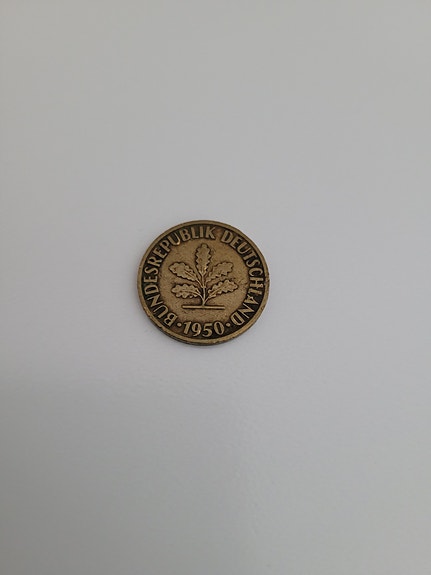 BUNDESREPUBLIK DEUTSCHLAND
·1950·